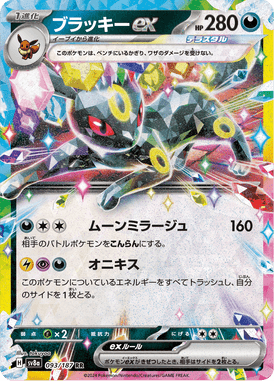 1進化
ブラッキーex
HP280
イーブイから進化
テラスタル
このポケモンは、ベンチにいるかぎり、ワザのダメージを受けない。
ムーンミラージュ 160
相手のバトルポケモンをこんらんにする。
オニキス
このポケモンについているエネルギーをすべてトラッシュし、自分
のサイドを1枚とる。
弱点 ×2 抵抗力 にげる
H sv8a 093/187 RR
exルール
ポケモンexがきぜつしたとき、相手はサイドを2枚とる。
©2024 Pokémon/Nintendo/Creatures/GAME FREAK.